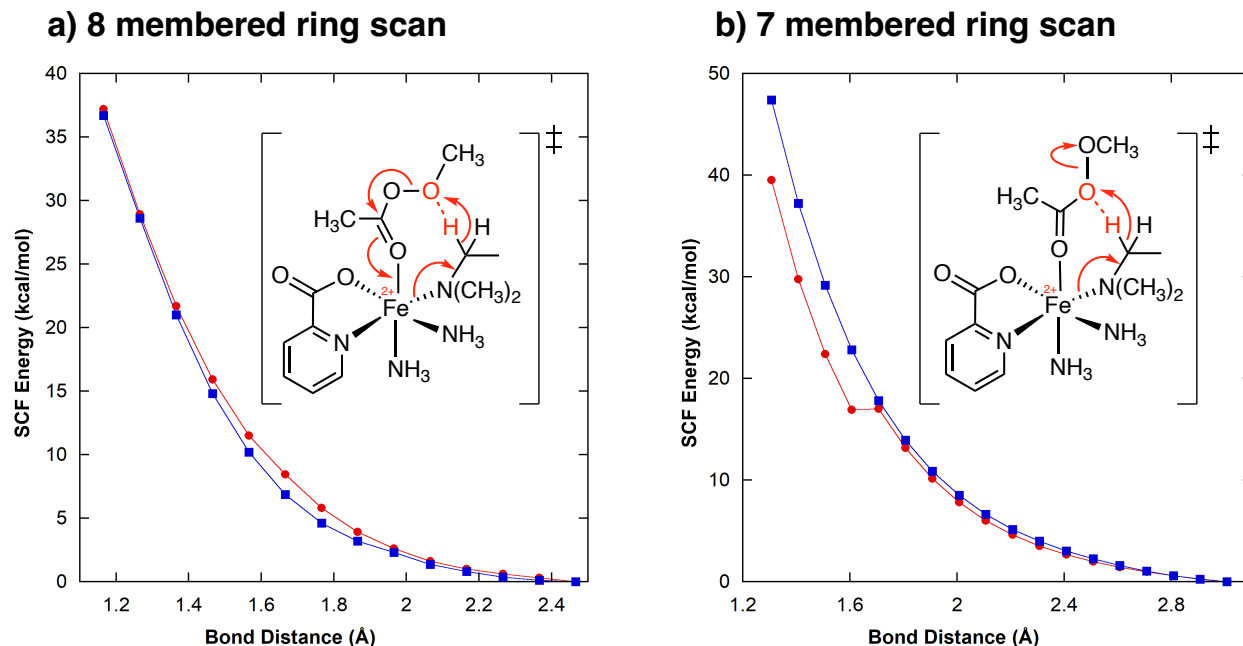 a) 8 membered ring scan
40
35
30
25
20
15
10
5
0
SCF Energy (kcal/mol)
1.2 1.4 1.6 1.8 2 2.2 2.4
Bond Distance (Å)
‡
CH3
O O
H3C H H
O
O O N(CH3)2
2+
Fe
N NH3
NH3
b) 7 membered ring scan
50
40
30
20
10
0
SCF Energy (kcal/mol)
1.2 1.6 2 2.4 2.8
Bond Distance (Å)
‡
OCH3
O
H3C H H
O
O O N(CH3)2
2+
Fe
N NH3
NH3